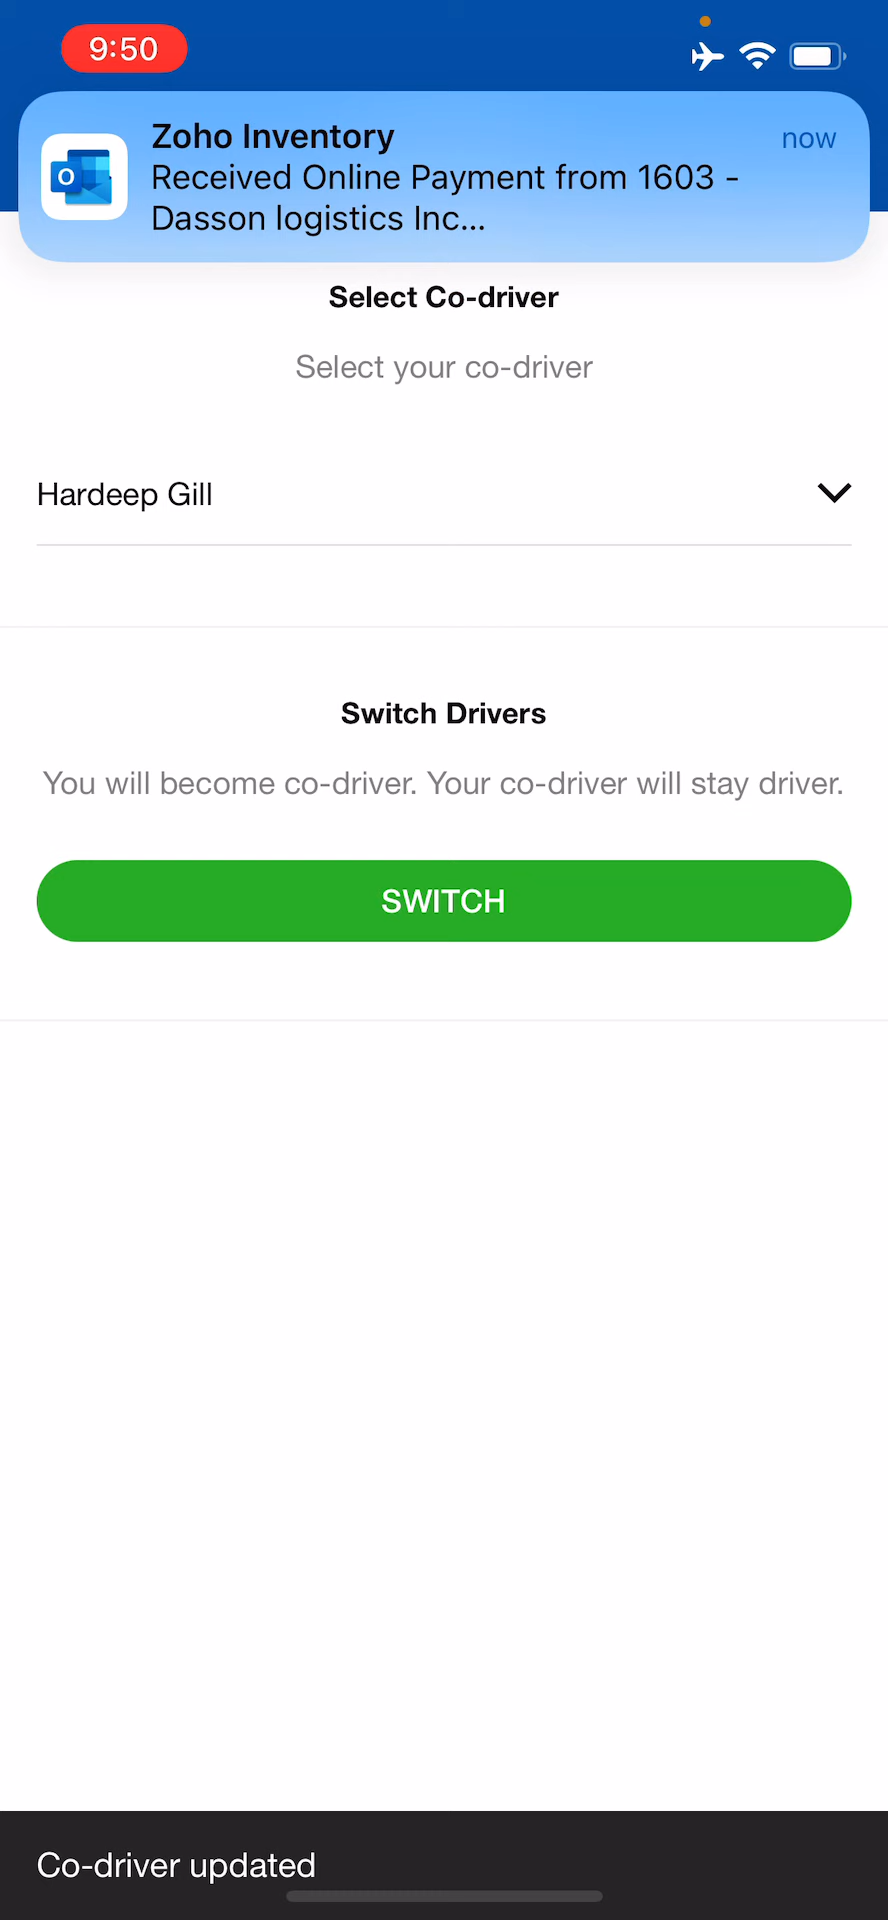 9:50
Zoho Inventory
now
Received Online Payment from 1603 -
Dasson logistics Inc...
Select Co-driver
Select your co-driver
Hardeep Gill
Switch Drivers
You will become co-driver. Your co-driver will stay driver.
SWITCH
Co-driver updated